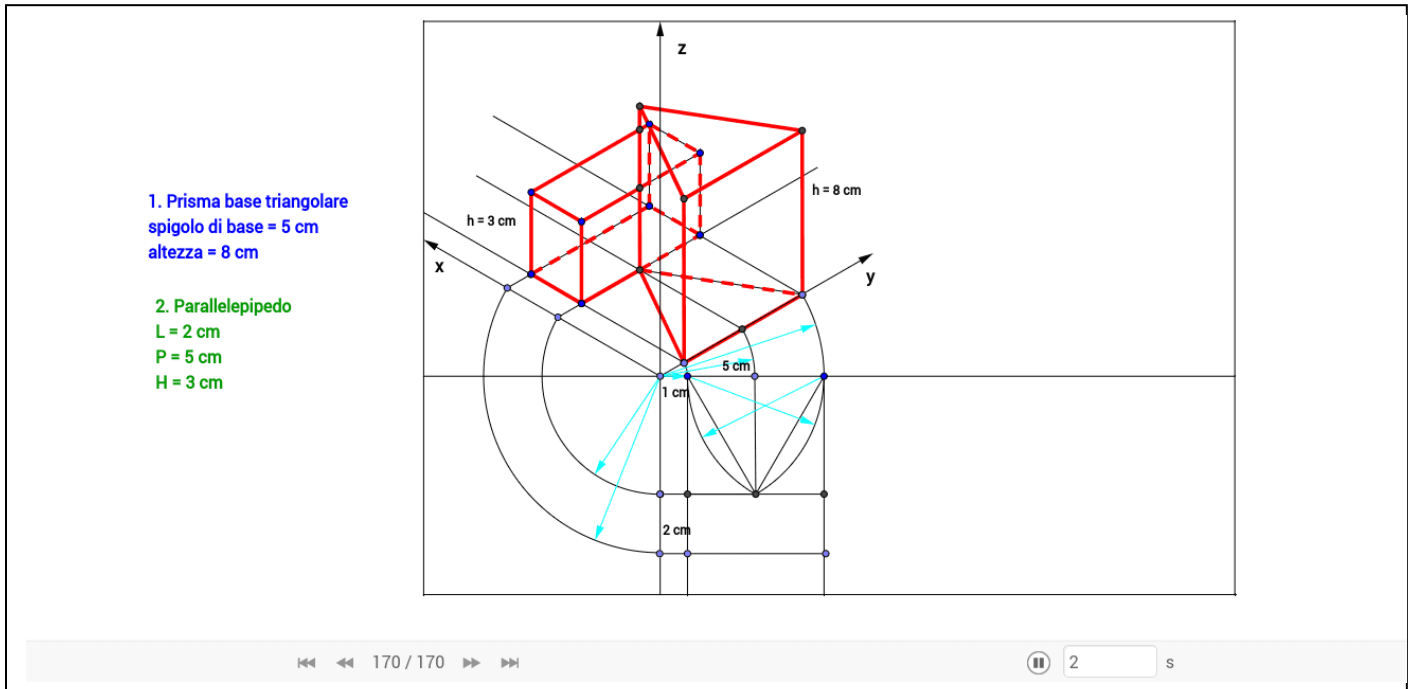 z
1. Prisma base triangolare
spigolo di base = 5 cm
altezza = 8 cm
h = 8 cm
h = 3 cm
x
y
2. Parallelepipedo
L = 2 cm
P = 5 cm
H = 3 cm
5 cm
1 cm
2 cm
170 / 170
2 s